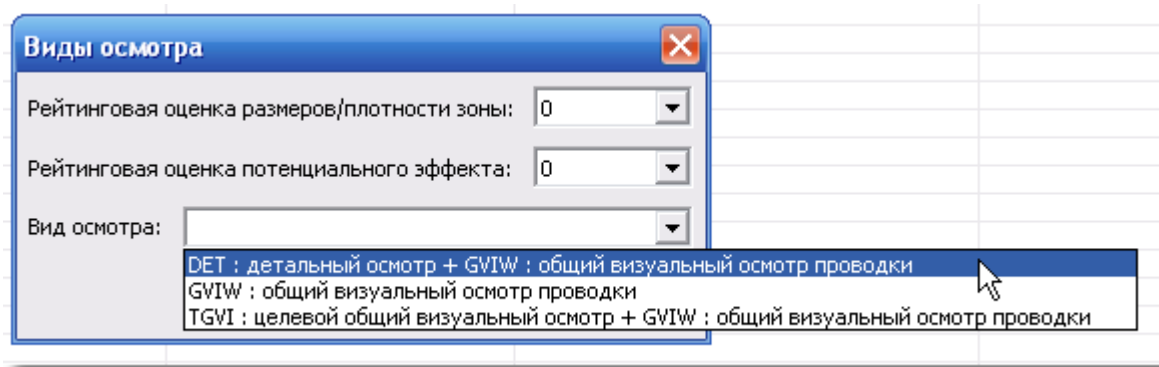 Виды осмотра
Рейтинговая оценка размеров/плотности зоны: 0
Рейтинговая оценка потенциального эффекта: 0
Вид осмотра:
DET : детальный осмотр + GVIW : общий визуальный осмотр проводки
GVIW : общий визуальный осмотр проводки
TGVI : целевой общий визуальный осмотр + GVIW : общий визуальный осмотр проводки